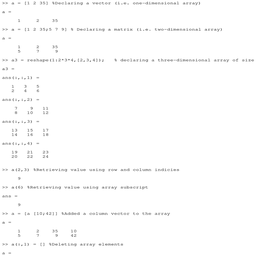 >> a = [1 2 35] %Declaring a vector (i.e. one-dimensional array)
a =
1 2 35
>> a = [1 2 35;5 7 9] % Declaring a matrix (i.e. two-dimensional array)
a =
1 2 35
5 7 9
>> a3 = reshape(1:2*3*4,[2,3,4]); % declaring a three-dimensional array of size
a3 =
ans(:,:,1) =
1 3 5
2 4 6
ans(:,:,2) =
7 9 11
8 10 12
ans(:,:,3) =
13 15 17
14 16 18
ans(:,:,4) =
19 21 23
20 22 24
>> a(2,3) %Retrieving value using row and column indicies
9
>> a(6) %Retrieving value using array subscript
ans =
9
>> a = [a [10;42]] %Added a column vector to the array
a =
1 2 35 10
5 7 9 42
>> a(:,1) = [] %Deleting array elements
a =